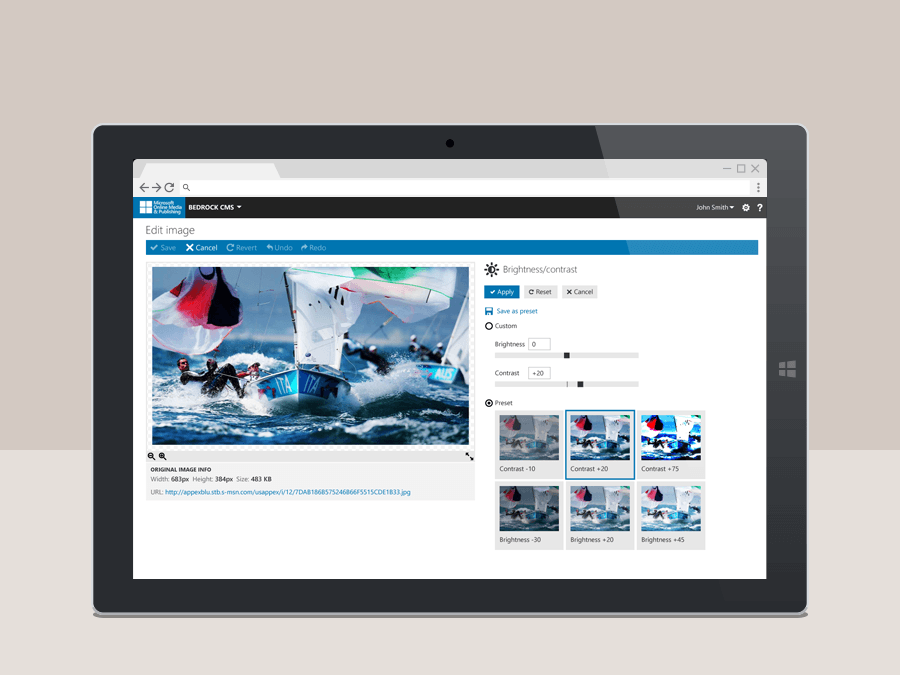 Microsoft
Online Media
& Publishing
BEDROCK CMS
John Smith
?
Edit image
Save Cancel Revert Undo Redo
Brightness/contrast
Apply Reset Cancel
Save as preset
Custom
Brightness 0
Contrast +20
Preset
Contrast -10 Contrast +20 Contrast +75
Brightness -30 Brightness +20 Brightness +45
ITA ITA
AUS
ORIGINAL IMAGE INFO
Width: 683px Height: 384px Size: 483 KB
URL: http://appexblu.stb.s-msn.com/usappex/i/12/7DAB186B575246B66F5515CDE1B33.jpg